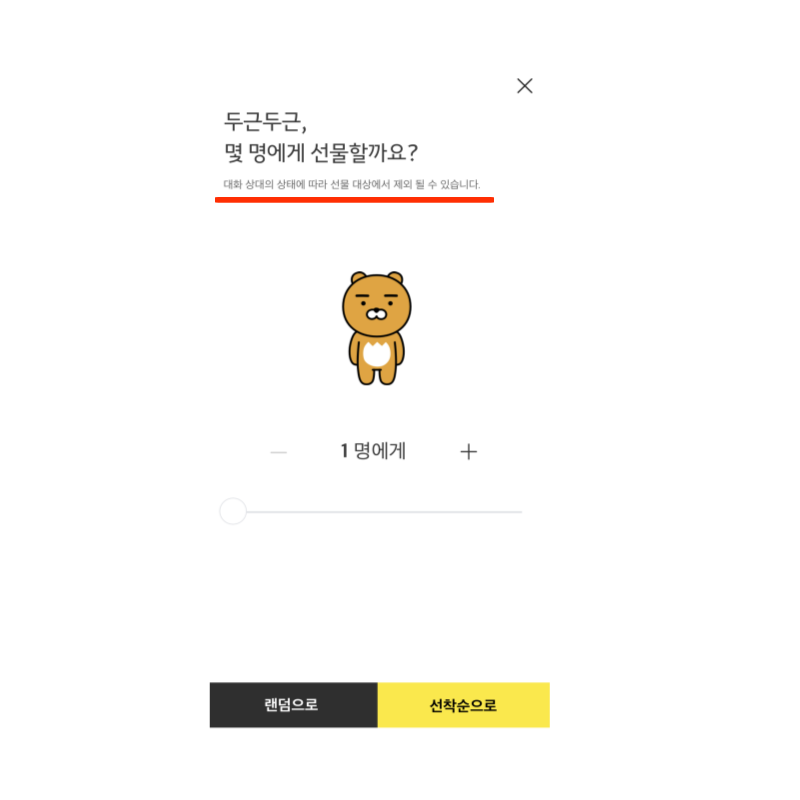 두근두근,
몇 명에게 선물할까요?
대화 상대의 상태에 따라 선물 대상에서 제외 될 수 있습니다.
1 명에게
랜덤으로
선착순으로